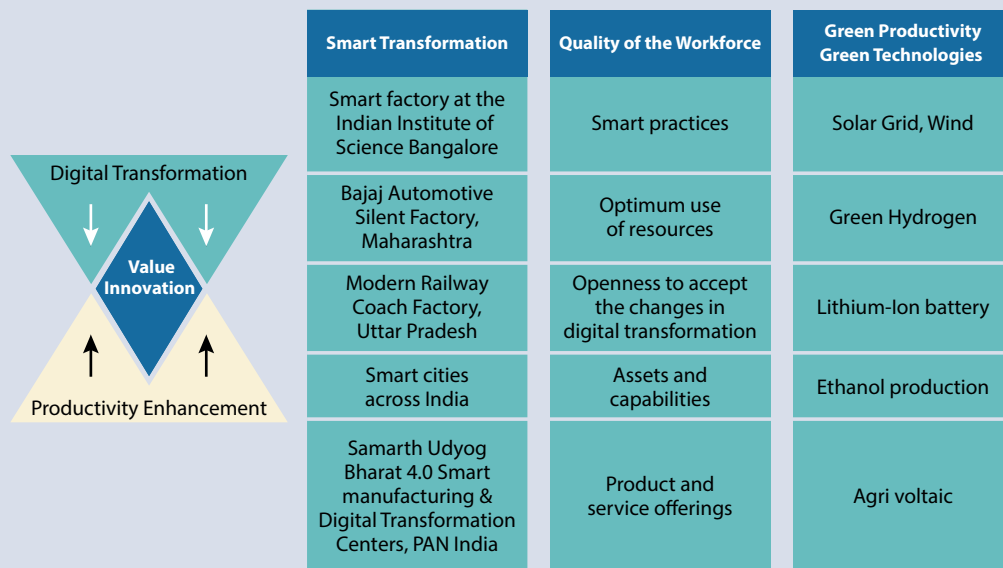 Digital Transformation
Value
Innovation
Productivity Enhancement
Smart Transformation
Smart factory at the
Indian Institute of
Science Bangalore
Bajaj Automotive
Silent Factory,
Maharashtra
Modern Railway
Coach Factory,
Uttar Pradesh
Smart cities
across India
Samarth Udyog
Bharat 4.0 Smart
manufacturing &
Digital Transformation
Centers, PAN India
Quality of the Workforce
Smart practices
Optimum use
of resources
Openness to accept
the changes in
digital transformation
Assets and
capabilities
Product and
service offerings
Green Productivity
Green Technologies
Solar Grid, Wind
Green Hydrogen
Lithium-Ion battery
Ethanol production
Agri voltaic